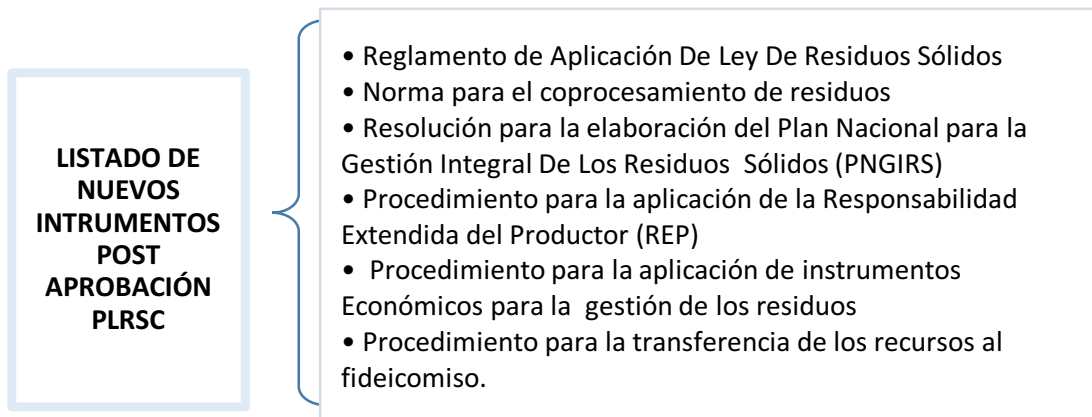 LISTADO DE
NUEVOS
INTRUMENTOS
POST
APROBACIÓN
PLRSC
• Reglamento de Aplicación De Ley De Residuos Sólidos
• Norma para el coprocesamiento de residuos
• Resolución para la elaboración del Plan Nacional para la
Gestión Integral De Los Residuos Sólidos (PNGIRS)
• Procedimiento para la aplicación de la Responsabilidad
Extendida del Productor (REP)
• Procedimiento para la aplicación de instrumentos
Económicos para la gestión de los residuos
• Procedimiento para la transferencia de los recursos al
fideicomiso.